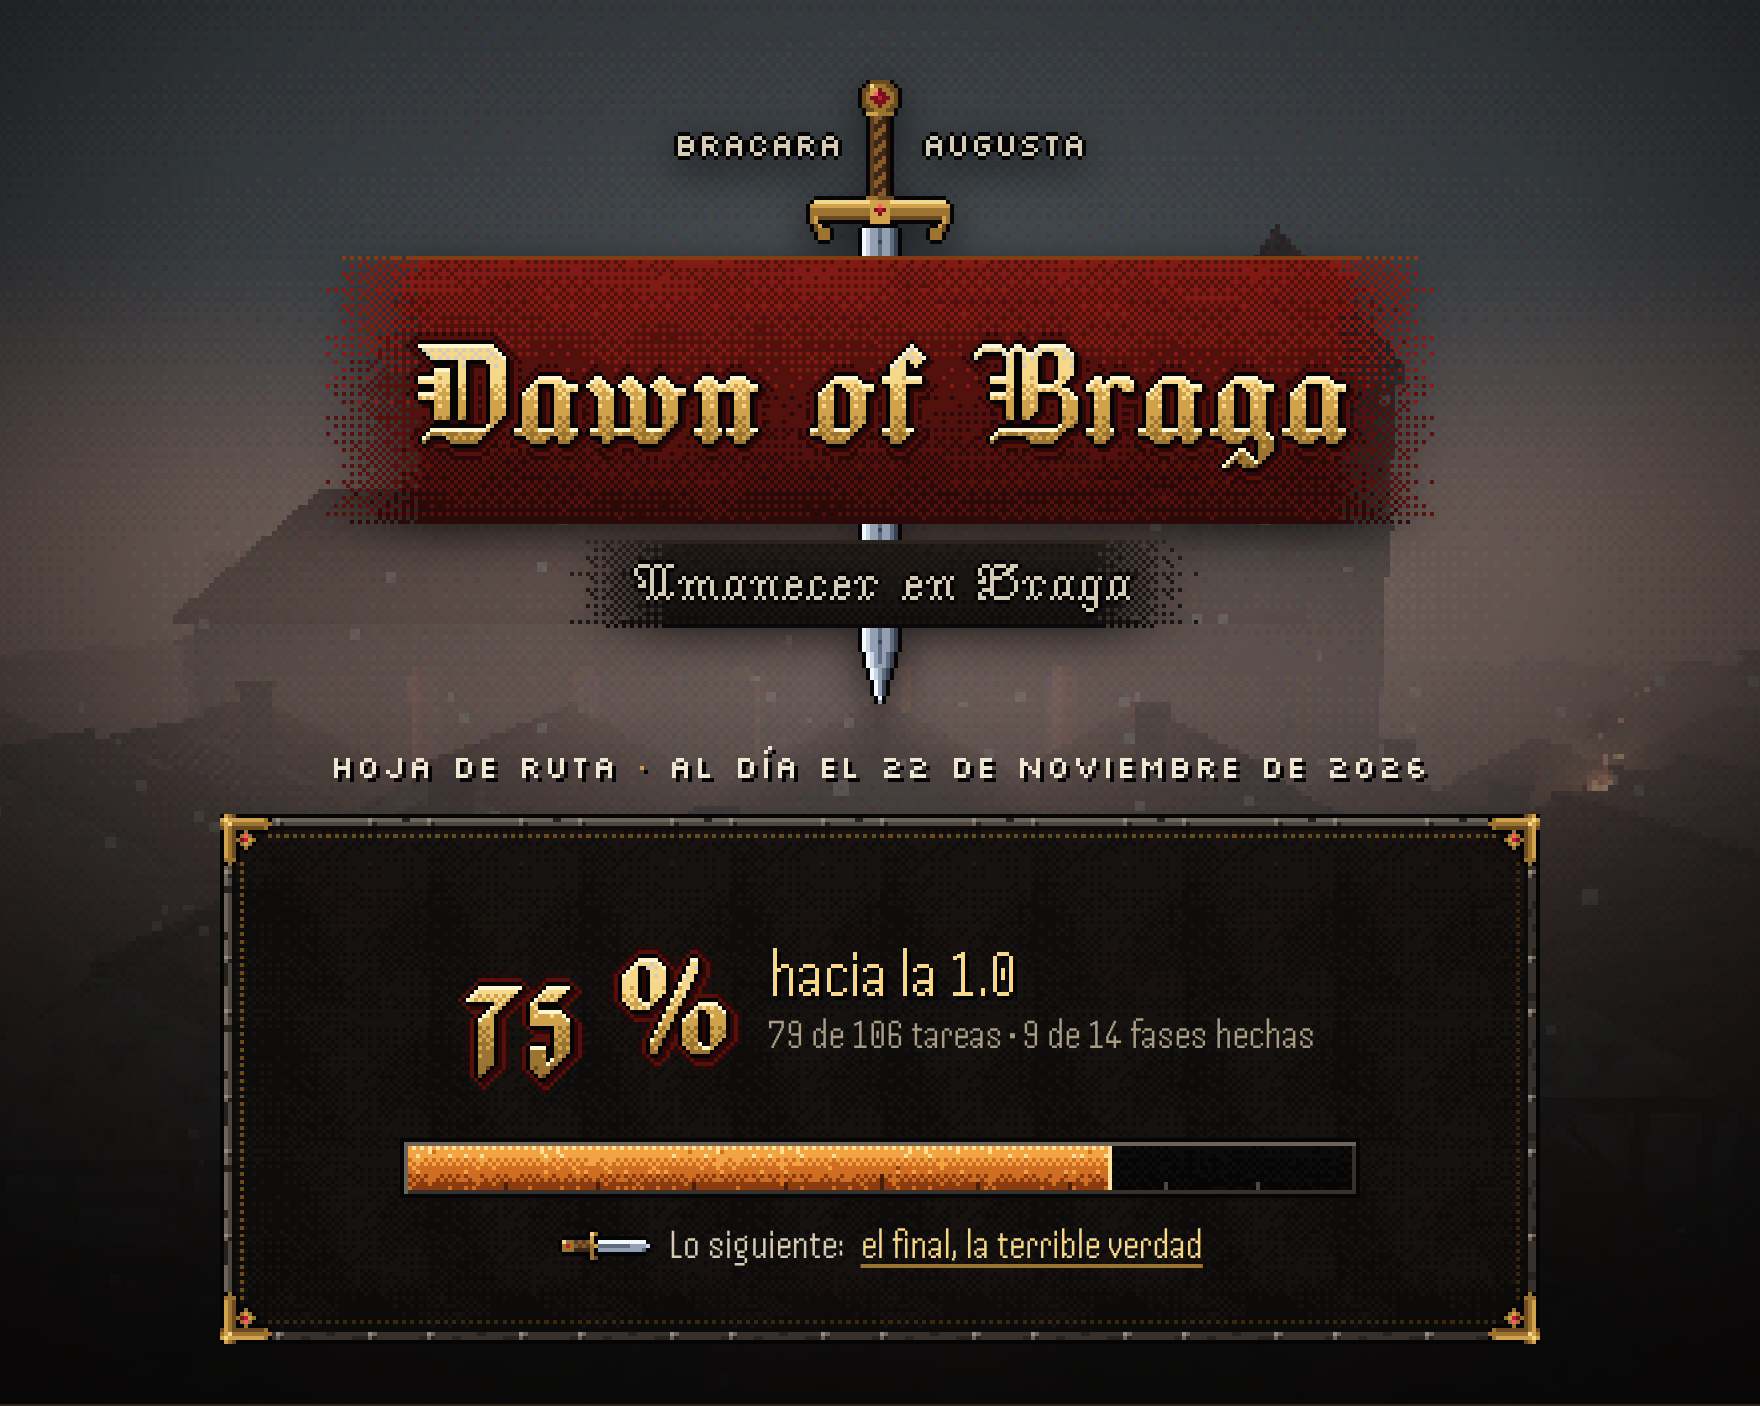 BRACARA AUGUSTA
Dawn of Braga
Amanecer en Braga
HOJA DE RUTA · AL DÍA EL 22 DE NOVIEMBRE DE 2026
75 %
hacia la 1.0
79 de 106 tareas · 9 de 14 fases hechas
Lo siguiente: el final, la terrible verdad